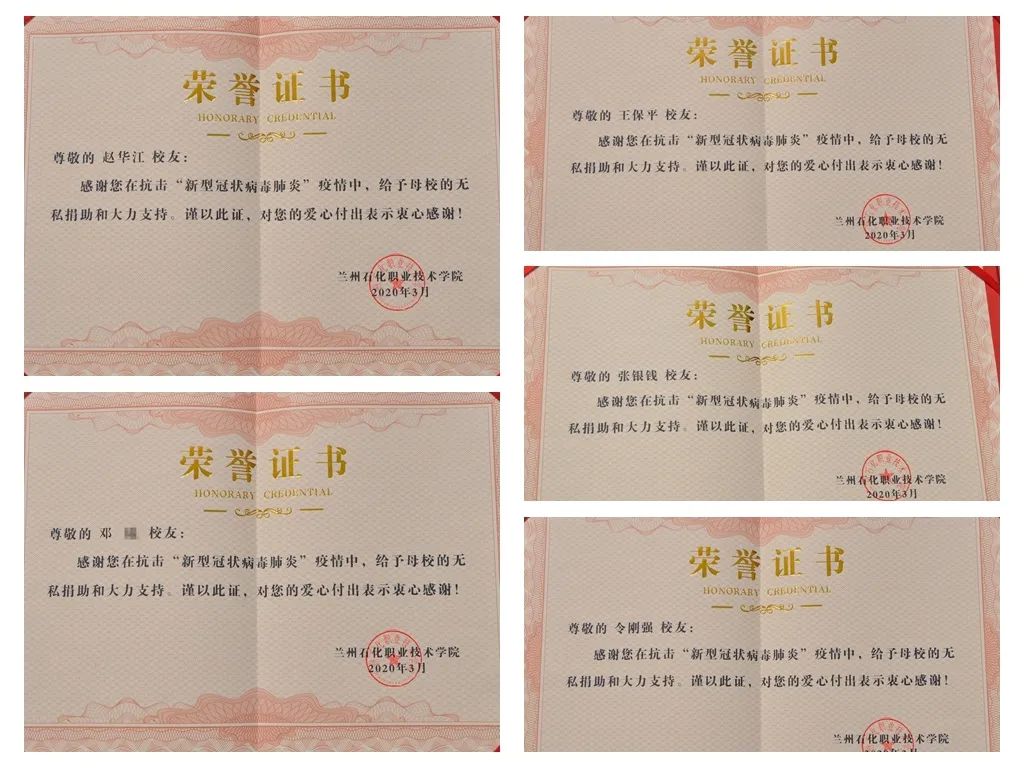 荣誉证书
HONORARY CREDENTIAL
尊敬的 赵华江 校友：
感谢您在抗击“新型冠状病毒肺炎”疫情中，给予母校的无
私捐助和大力支持。谨以此证，对您的爱心付出表示衷心感谢！
兰州石化职业技术学院
2020年3月
荣誉证书
HONORARY CREDENTIAL
尊敬的 邓 校友：
感谢您在抗击“新型冠状病毒肺炎”疫情中，给予母校的无
私捐助和大力支持。谨以此证，对您的爱心付出表示衷心感谢！
兰州石化职业技术学院
2020年3月
荣誉证书
HONORARY CREDENTIAL
尊敬的 王保平 校友：
感谢您在抗击“新型冠状病毒肺炎”疫情中，给予母校的无
私捐助和大力支持。谨以此证，对您的爱心付出表示衷心感谢！
兰州石化职业技术学院
2020年3月
荣誉证书
HONORARY CREDENTIAL
尊敬的 张银钱 校友：
感谢您在抗击“新型冠状病毒肺炎”疫情中，给予母校的无
私捐助和大力支持。谨以此证，对您的爱心付出表示衷心感谢！
兰州石化职业技术学院
2020年3月
荣誉证书
HONORARY CREDENTIAL
尊敬的 令刚强 校友：
感谢您在抗击“新型冠状病毒肺炎”疫情中，给予母校的无
私捐助和大力支持。谨以此证，对您的爱心付出表示衷心感谢！
兰州石化职业技术学院
2020年3月